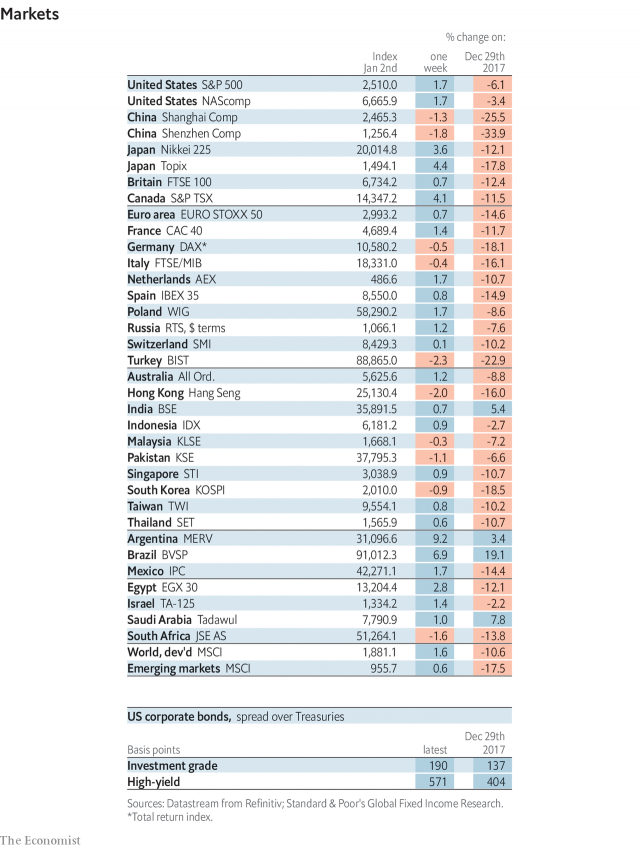 Markets
% change on:
Index one Dec 29th
Jan 2nd week 2017
United States S&P 500 2,510.0 1.7 -6.1
United States NAScomp 6,665.9 1.7 -3.4
China Shanghai Comp 2,465.3 -1.3 -25.5
China Shenzhen Comp 1,256.4 -1.8 -33.9
Japan Nikkei 225 20,014.8 3.6 -12.1
Japan Topix 1,494.1 4.4 -17.8
Britain FTSE 100 6,734.2 0.7 -12.4
Canada S&P TSX 14,347.2 4.1 -11.5
Euro area EURO STOXX 50 2,993.2 0.7 -14.6
France CAC 40 4,689.4 1.4 -11.7
Germany DAX* 10,580.2 -0.5 -18.1
Italy FTSE/MIB 18,331.0 -0.4 -16.1
Netherlands AEX 486.6 1.7 -10.7
Spain IBEX 35 8,550.0 0.8 -14.9
Poland WIG 58,290.2 1.7 -8.6
Russia RTS, $ terms 1,066.1 1.2 -7.6
Switzerland SMI 8,429.3 0.1 -10.2
Turkey BIST 88,865.0 -2.3 -22.9
Australia All Ord. 5,625.6 1.2 -8.8
Hong Kong Hang Seng 25,130.4 -2.0 -16.0
India BSE 35,891.5 0.7 5.4
Indonesia IDX 6,181.2 0.9 -2.7
Malaysia KLSE 1,668.1 -0.3 -7.2
Pakistan KSE 37,795.3 -1.1 -6.6
Singapore STI 3,038.9 0.9 -10.7
South Korea KOSPI 2,010.0 -0.9 -18.5
Taiwan TWI 9,554.1 0.8 -10.2
Thailand SET 1,565.9 0.6 -10.7
Argentina MERV 31,096.6 9.2 3.4
Brazil BVSP 91,012.3 6.9 19.1
Mexico IPC 42,271.1 1.7 -14.4
Egypt EGX 30 13,204.4 2.8 -12.1
Israel TA-125 1,334.2 1.4 -2.2
Saudi Arabia Tadawul 7,790.9 1.0 7.8
South Africa JSE AS 51,264.1 -1.6 -13.8
World, dev'd MSCI 1,881.1 1.6 -10.6
Emerging markets MSCI 955.7 0.6 -17.5
US corporate bonds, spread over Treasuries
Dec 29th
Basis points latest 2017
Investment grade 190 137
High-yield 571 404
Sources: Datastream from Refinitiv; Standard & Poor's Global Fixed Income Research.
*Total return index.
The Economist